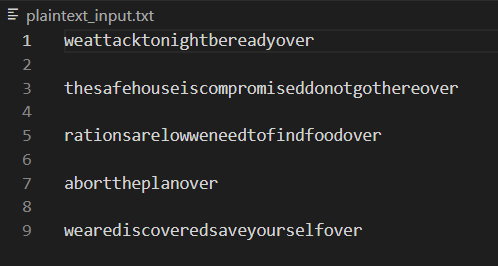 plaintext_input.txt
1 weattacktonightbereadyover
2
3 thesafehouseiscompromiseddonotgothereover
4
5 rationsarelowweneedtofindfoodover
6
7 aborttheplanover
8
9 wearediscoveredsaveyourselfover